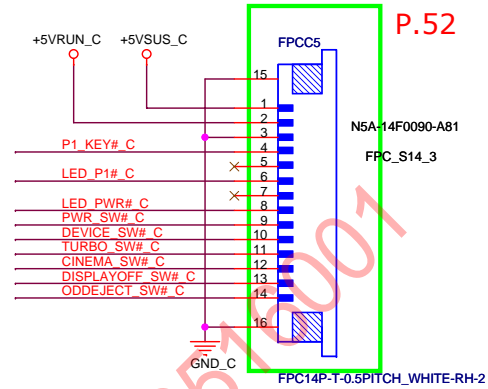 P.52
+5VRUN_C +5VSUS_C
FPCC5
15
1
2
N5A-14F0090-A81
3
P1_KEY#_C 4
FPC_S14_3
5
LED_P1#_C 6
7
LED_PWR#_C 8
PWR_SW#_C 9
DEVICE_SW#_C 10
TURBO_SW#_C 11
CINEMA_SW#_C 12
DISPLAYOFF_SW#_C 13
ODDEJECT_SW#_C 14
16
GND_C
FPC14P-T-0.5PITCH_WHITE-RH-2
516001